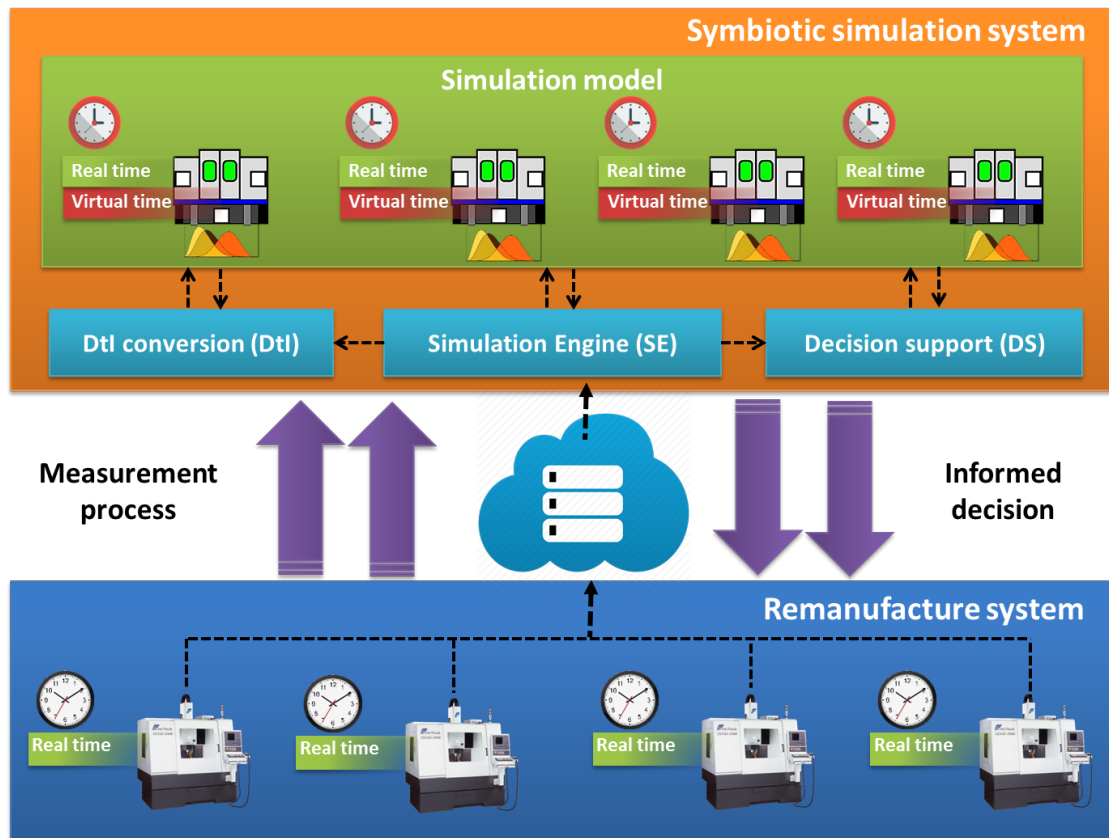 Symbiotic simulation system
Simulation model
Real time
Virtual time
Real time
Virtual time
Real time
Virtual time
Real time
Virtual time
DtI conversion (DtI)
Simulation Engine (SE)
Decision support (DS)
Measurement
process
Informed
decision
Remanufacture system
Real time
Real time
Real time
Real time